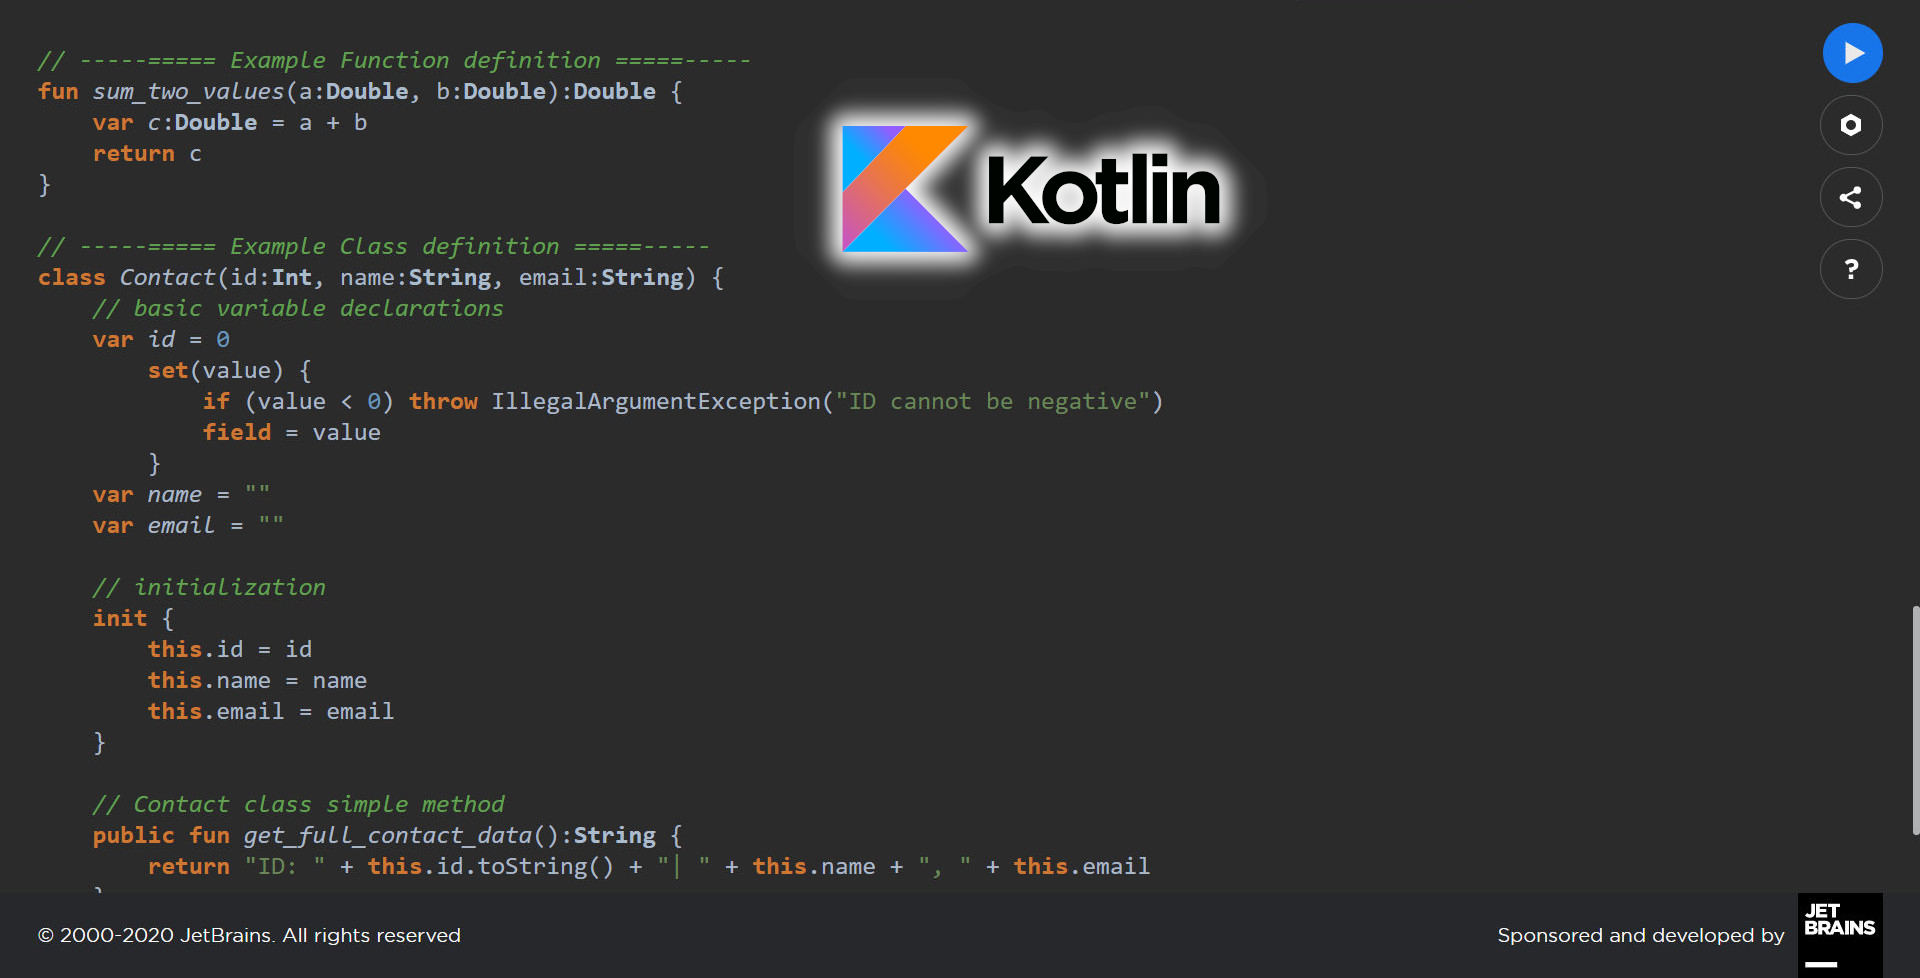 // -----===== Example Function definition =====-----
fun sum_two_values(a:Double, b:Double):Double {
    var c:Double = a + b
    return c
}
Kotlin
// -----===== Example Class definition =====-----
class Contact(id:Int, name:String, email:String) {
    // basic variable declarations
    var id = 0
        set(value) {
            if (value < 0) throw IllegalArgumentException("ID cannot be negative")
            field = value
        }
    var name = ""
    var email = ""
    // initialization
    init {
        this.id = id
        this.name = name
        this.email = email
    }
    // Contact class simple method
    public fun get_full_contact_data():String {
        return "ID: " + this.id.toString() + "| " + this.name + ", " + this.email
    }
?
© 2000-2020 JetBrains. All rights reserved
Sponsored and developed by
JET
BRAINS